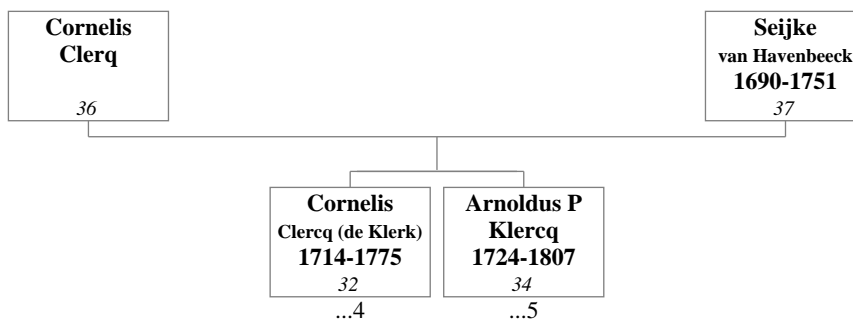 Cornelis
Clerq
36
Seijke
van Havenbeeck
1690-1751
37
Cornelis
Clercq (de Klerk)
1714-1775
32
...4
Arnoldus P
Klercq
1724-1807
34
...5